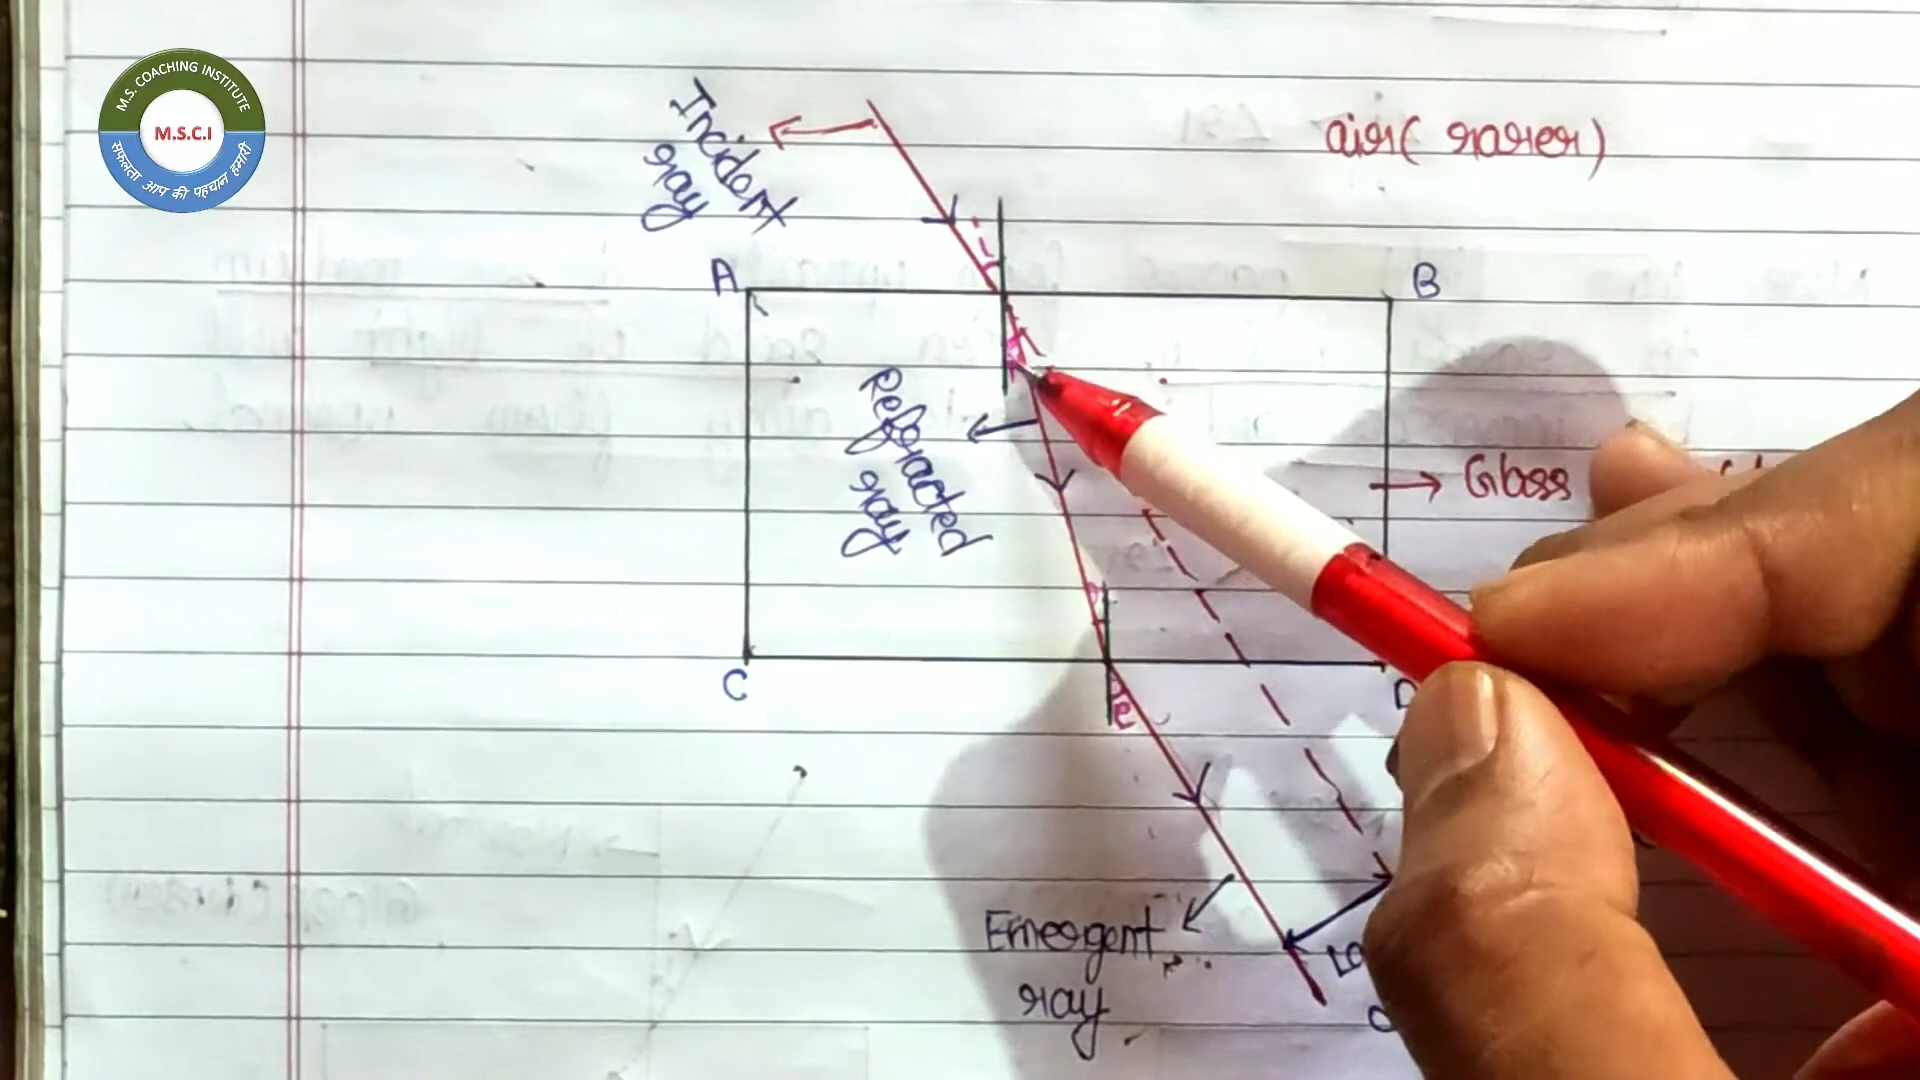 M.S. COACHING INSTITUTE
M.S.C.I
सफलता आप की पहचान हमारी
Incident
ray
air( rarer)
A
B
Refracted
ray
Glass
C
D
e
Emergent
ray